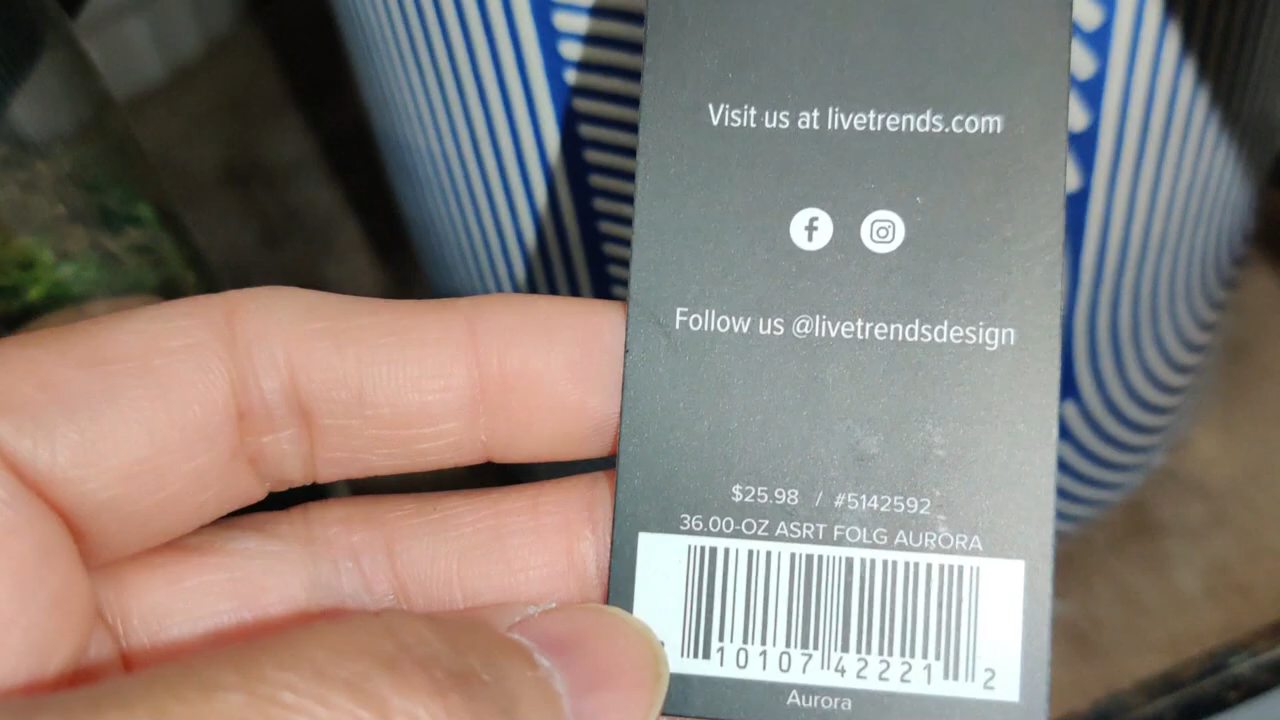 Visit us at livetrends.com
Follow us @livetrendsdesign
$25.98 / #5142592
36.00-OZ ASRT FOLG AURORA
10107 42221 2
Aurora